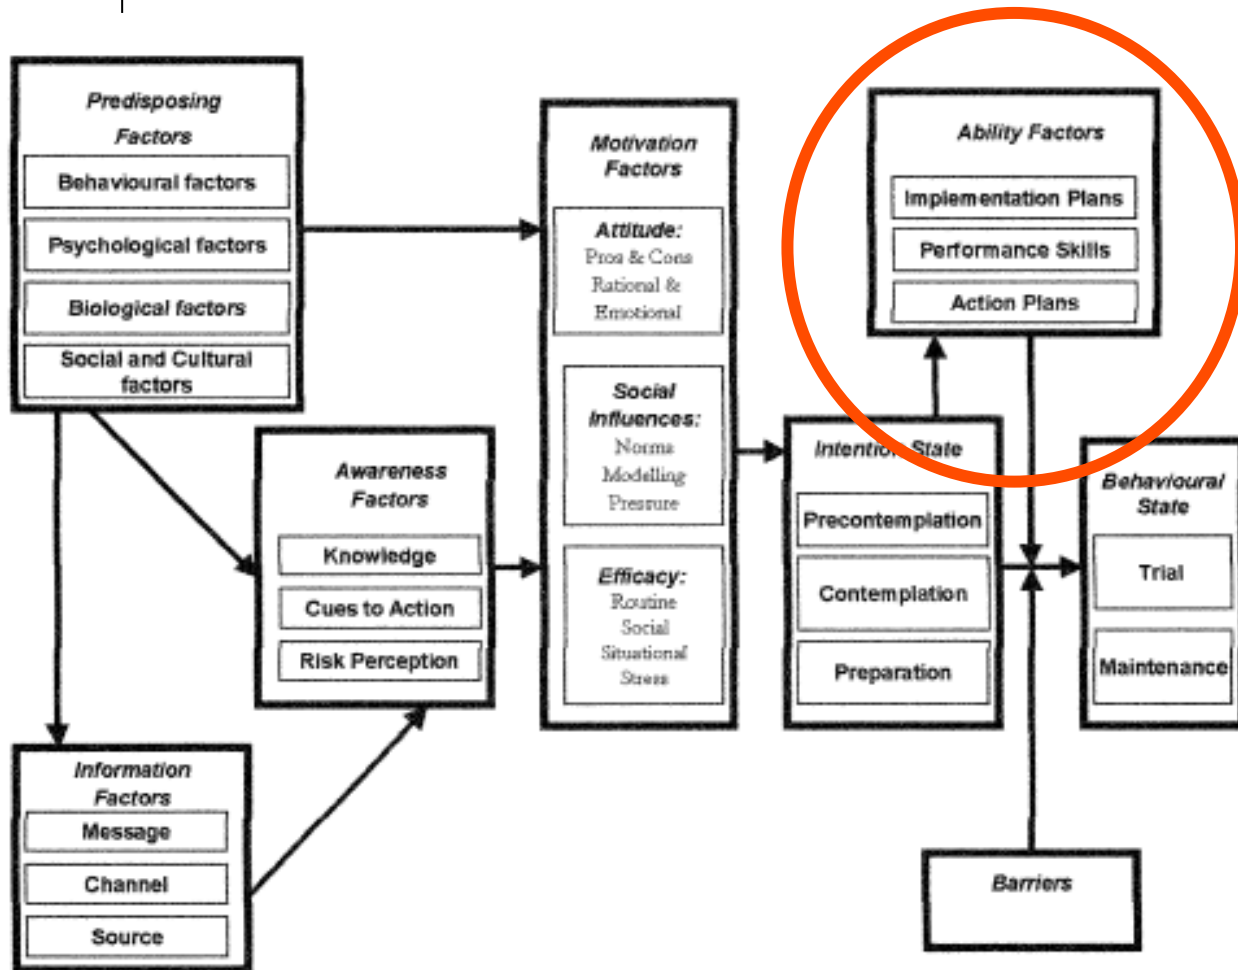 Predisposing
Factors
Behavioural factors
Psychological factors
Biological factors
Social and Cultural
factors
Information
Factors
Message
Channel
Source
Awareness
Factors
Knowledge
Cues to Action
Risk Perception
Motivation
Factors
Attitude:
Pros & Cons
Rational &
Emotional
Social
Influences:
Norms
Modelling
Pressure
Efficacy:
Routine
Social
Situational
Stress
Intention State
Precontemplation
Contemplation
Preparation
Ability Factors
Implementation Plans
Performance Skills
Action Plans
Behavioural
State
Trial
Maintenance
Barriers